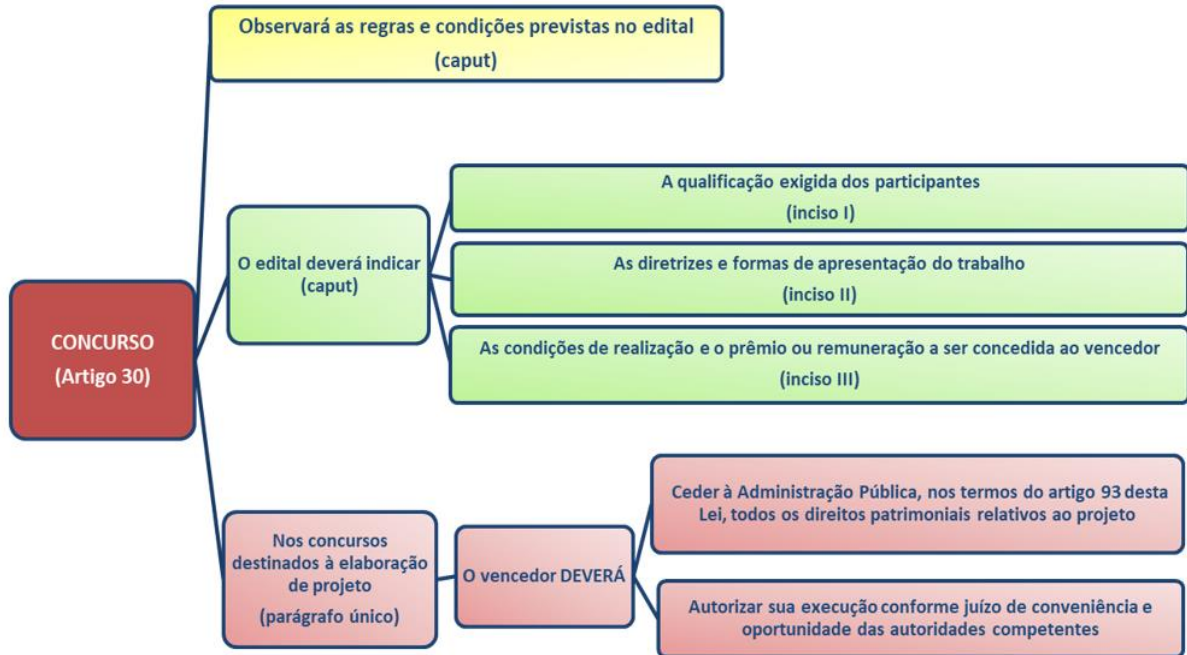 Observará as regras e condições previstas no edital
(caput)
A qualificação exigida dos participantes
(inciso I)
O edital deverá indicar
(caput)
As diretrizes e formas de apresentação do trabalho
(inciso II)
As condições de realização e o prêmio ou remuneração a ser concedida ao vencedor
(inciso III)
CONCURSO
(Artigo 30)
Nos concursos
destinados à elaboração
de projeto
(parágrafo único)
O vencedor DEVERÁ
Ceder à Administração Pública, nos termos do artigo 93 desta
Lei, todos os direitos patrimoniais relativos ao projeto
Autorizar sua execução conforme juízo de conveniência e
oportunidade das autoridades competentes